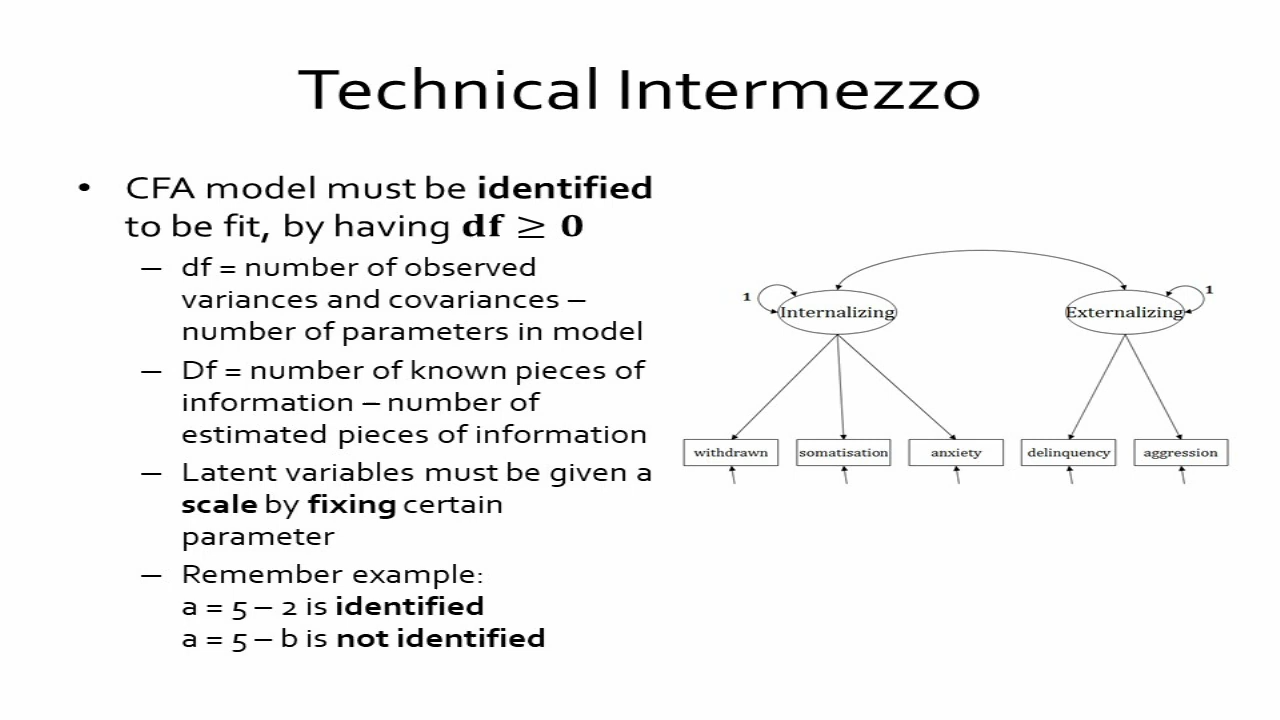 Technical Intermezzo
• CFA model must be identified
to be fit, by having df ≥ 0
– df = number of observed
variances and covariances –
number of parameters in model
– Df = number of known pieces of
information – number of
estimated pieces of information
– Latent variables must be given a
scale by fixing certain
parameter
– Remember example:
a = 5 – 2 is identified
a = 5 – b is not identified
1 Internalizing Externalizing 1
withdrawn somatisation anxiety delinquency aggression